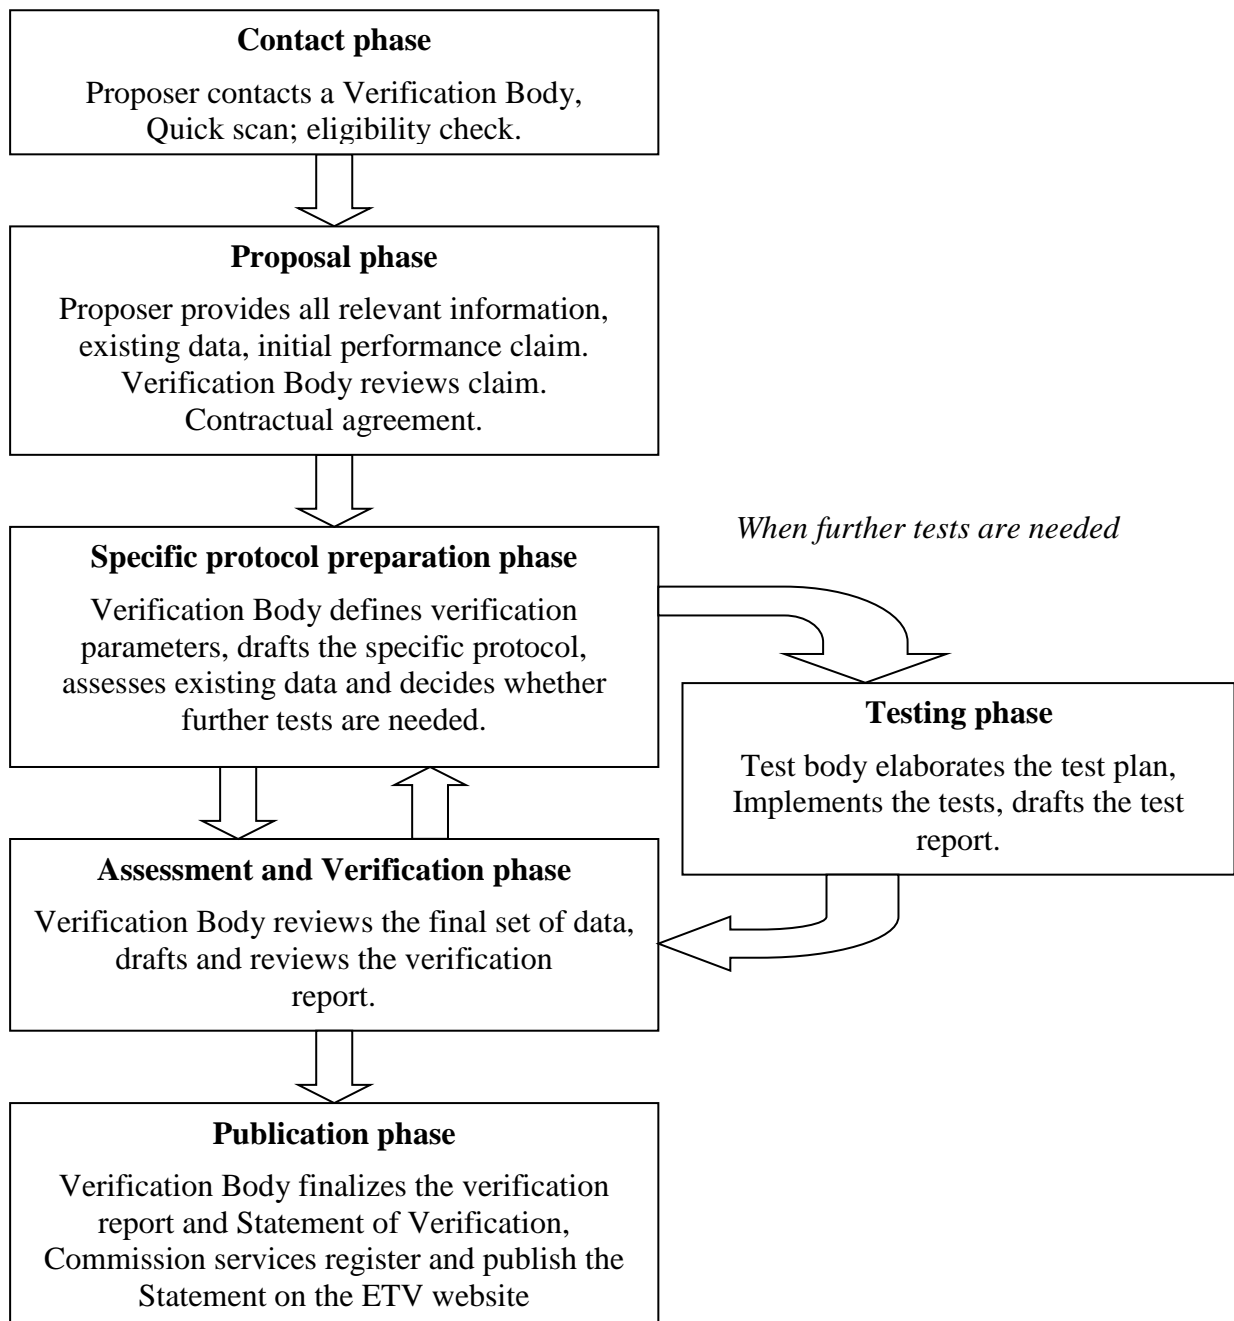 Contact phase
Proposer contacts a Verification Body,
Quick scan; eligibility check.
Proposal phase
Proposer provides all relevant information,
existing data, initial performance claim.
Verification Body reviews claim.
Contractual agreement.
When further tests are needed
Specific protocol preparation phase
Verification Body defines verification
parameters, drafts the specific protocol,
assesses existing data and decides whether
further tests are needed.
Testing phase
Test body elaborates the test plan,
Implements the tests, drafts the test
report.
Assessment and Verification phase
Verification Body reviews the final set of data,
drafts and reviews the verification
report.
Publication phase
Verification Body finalizes the verification
report and Statement of Verification,
Commission services register and publish the
Statement on the ETV website